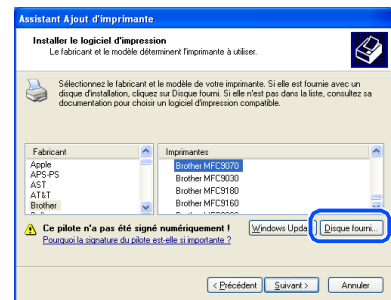 Assistant Ajout d'imprimante
Installer le logiciel d'impression
Le fabricant et le modèle déterminent l'imprimante à utiliser.
Sélectionnez le fabricant et le modèle de votre imprimante. Si elle est fournie avec un
disque d'installation, cliquez sur Disque fourni. Si elle n'est pas dans la liste, consultez sa
documentation pour choisir un logiciel d'impression compatible.
Fabricant
Apple
APS-PS
AST
AT&T
Brother
Imprimantes
Brother MFC9070
Brother MFC9030
Brother MFC9180
Brother MFC9160
Ce pilote n'a pas été signé numériquement !
Pourquoi la signature du pilote est-elle si importante ?
Windows Upda
Disque fourni...
< Précédent
Suivant >
Annuler